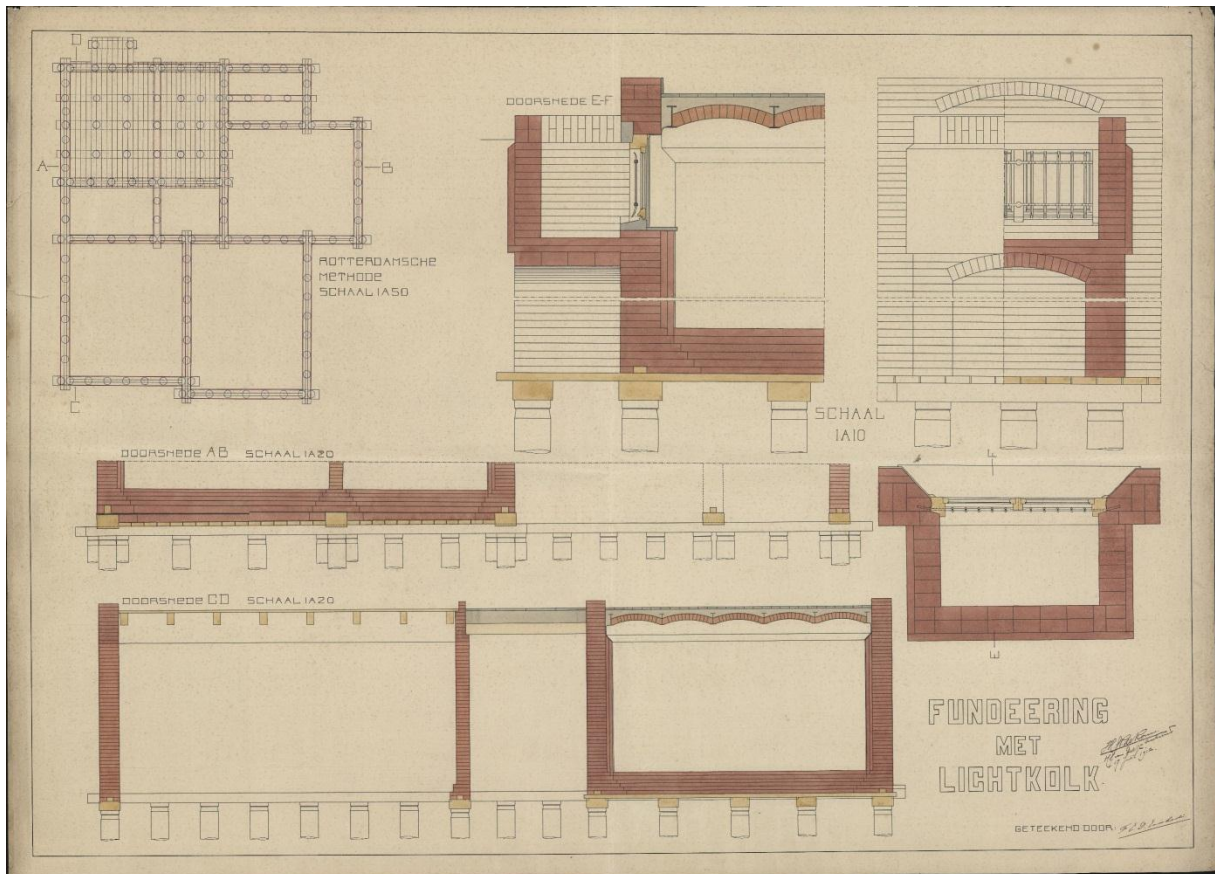 D
A
B
C
ROTTERDAMSCHE
METHODE
SCHAAL 1A50
DOORSNEDE E-F
SCHAAL
1A10
DOORSNEDE AB SCHAAL 1A20
F
E
DOORSNEDE CD SCHAAL 1A20
FUNDEERING
MET
LICHTKOLK.
GETEEKEND DOOR: